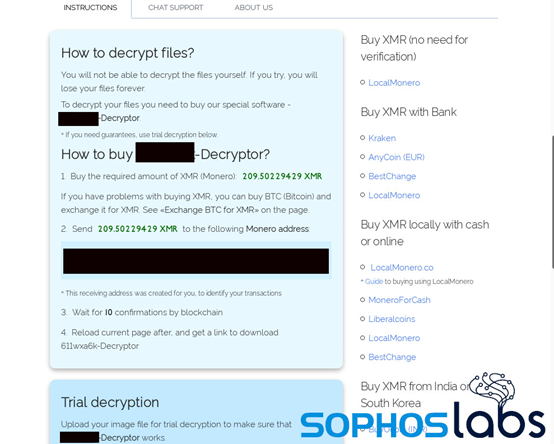 INSTRUCTIONS
CHAT SUPPORT
ABOUT US
How to decrypt files?
You will not be able to decrypt the files yourself. If you try, you will
lose your files forever.
To decrypt your files you need to buy our special software -
-Decryptor
* If you need guarantees, use trial decryption below.
How to buy -Decryptor?
1. Buy the required amount of XMR (Monero): 209.50229429 XMR
If you have problems with buying XMR, you can buy BTC (Bitcoin) and
exchange it for XMR. See «Exchange BTC for XMR» on the page.
2. Send 209.50229429 XMR to the following Monero address:
* This receiving address was created for you, to identify your transactions
3. Wait for 10 confirmations by blockchain
4. Reload current page after, and get a link to download
611wxa6k-Decryptor
Trial decryption
Upload your image file for trial decryption to make sure that
-Decryptor works.
Buy XMR (no need for
verification)
LocalMonero
Buy XMR with Bank
Kraken
AnyCoin (EUR)
BestChange
LocalMonero
Buy XMR locally with cash
or online
LocalMonero.co
* Guide to buying using LocalMonero
MoneroForCash
Liberalcoins
LocalMonero
BestChange
Buy XMR from India or
South Korea
SOPHOSlabs